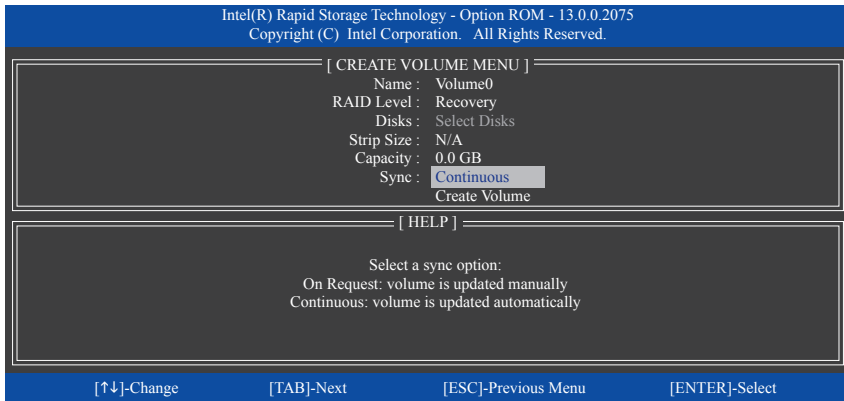 Intel(R) Rapid Storage Technology - Option ROM - 13.0.0.2075
Copyright (C) Intel Corporation. All Rights Reserved.
[ CREATE VOLUME MENU ]
Name : Volume0
RAID Level : Recovery
Disks : Select Disks
Strip Size : N/A
Capacity : 0.0 GB
Sync : Continuous
Create Volume
[ HELP ]
Select a sync option:
On Request: volume is updated manually
Continuous: volume is updated automatically
[↑↓]-Change [TAB]-Next [ESC]-Previous Menu [ENTER]-Select